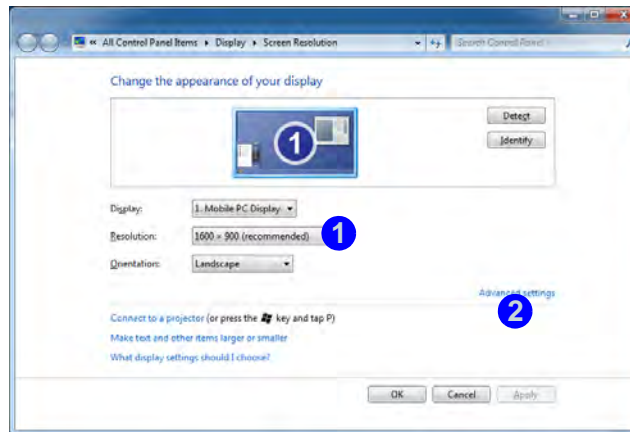 « All Control Panel Items ▸ Display ▸ Screen Resolution
Search Control Panel
Change the appearance of your display
1
Detect
Identify
Display: 1. Mobile PC Display
Resolution: 1600 × 900 (recommended)
1
Orientation: Landscape
Advanced settings
2
Connect to a projector (or press the key and tap P)
Make text and other items larger or smaller
What display settings should I choose?
OK Cancel Apply